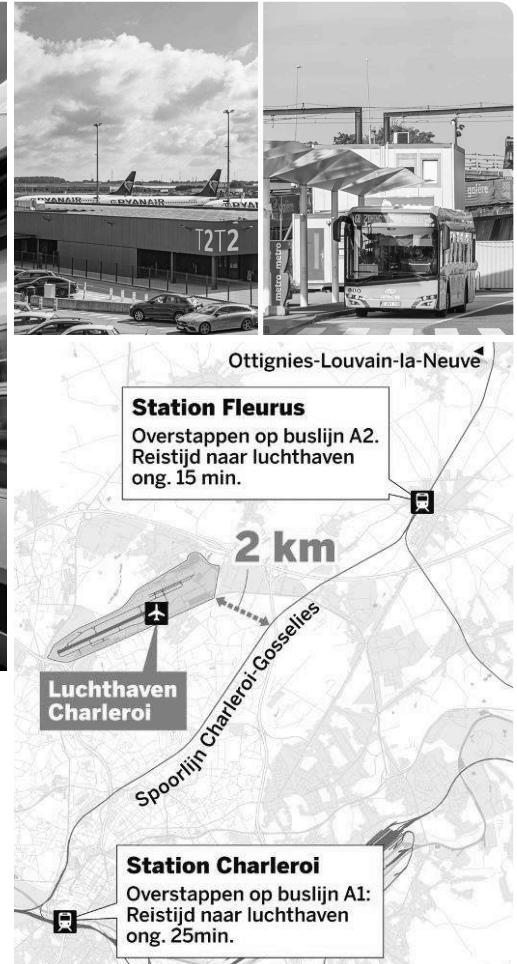 RYANAIR
RYANAIR
T2T2
metro
metro
Ottignies-Louvain-la-Neuve
Station Fleurus
Overstappen op buslijn A2.
Reistijd naar luchthaven
ong. 15 min.
2 km
Luchthaven
Charleroi
Spoorlijn Charleroi-Gosselies
Station Charleroi
Overstappen op buslijn A1:
Reistijd naar luchthaven
ong. 25min.